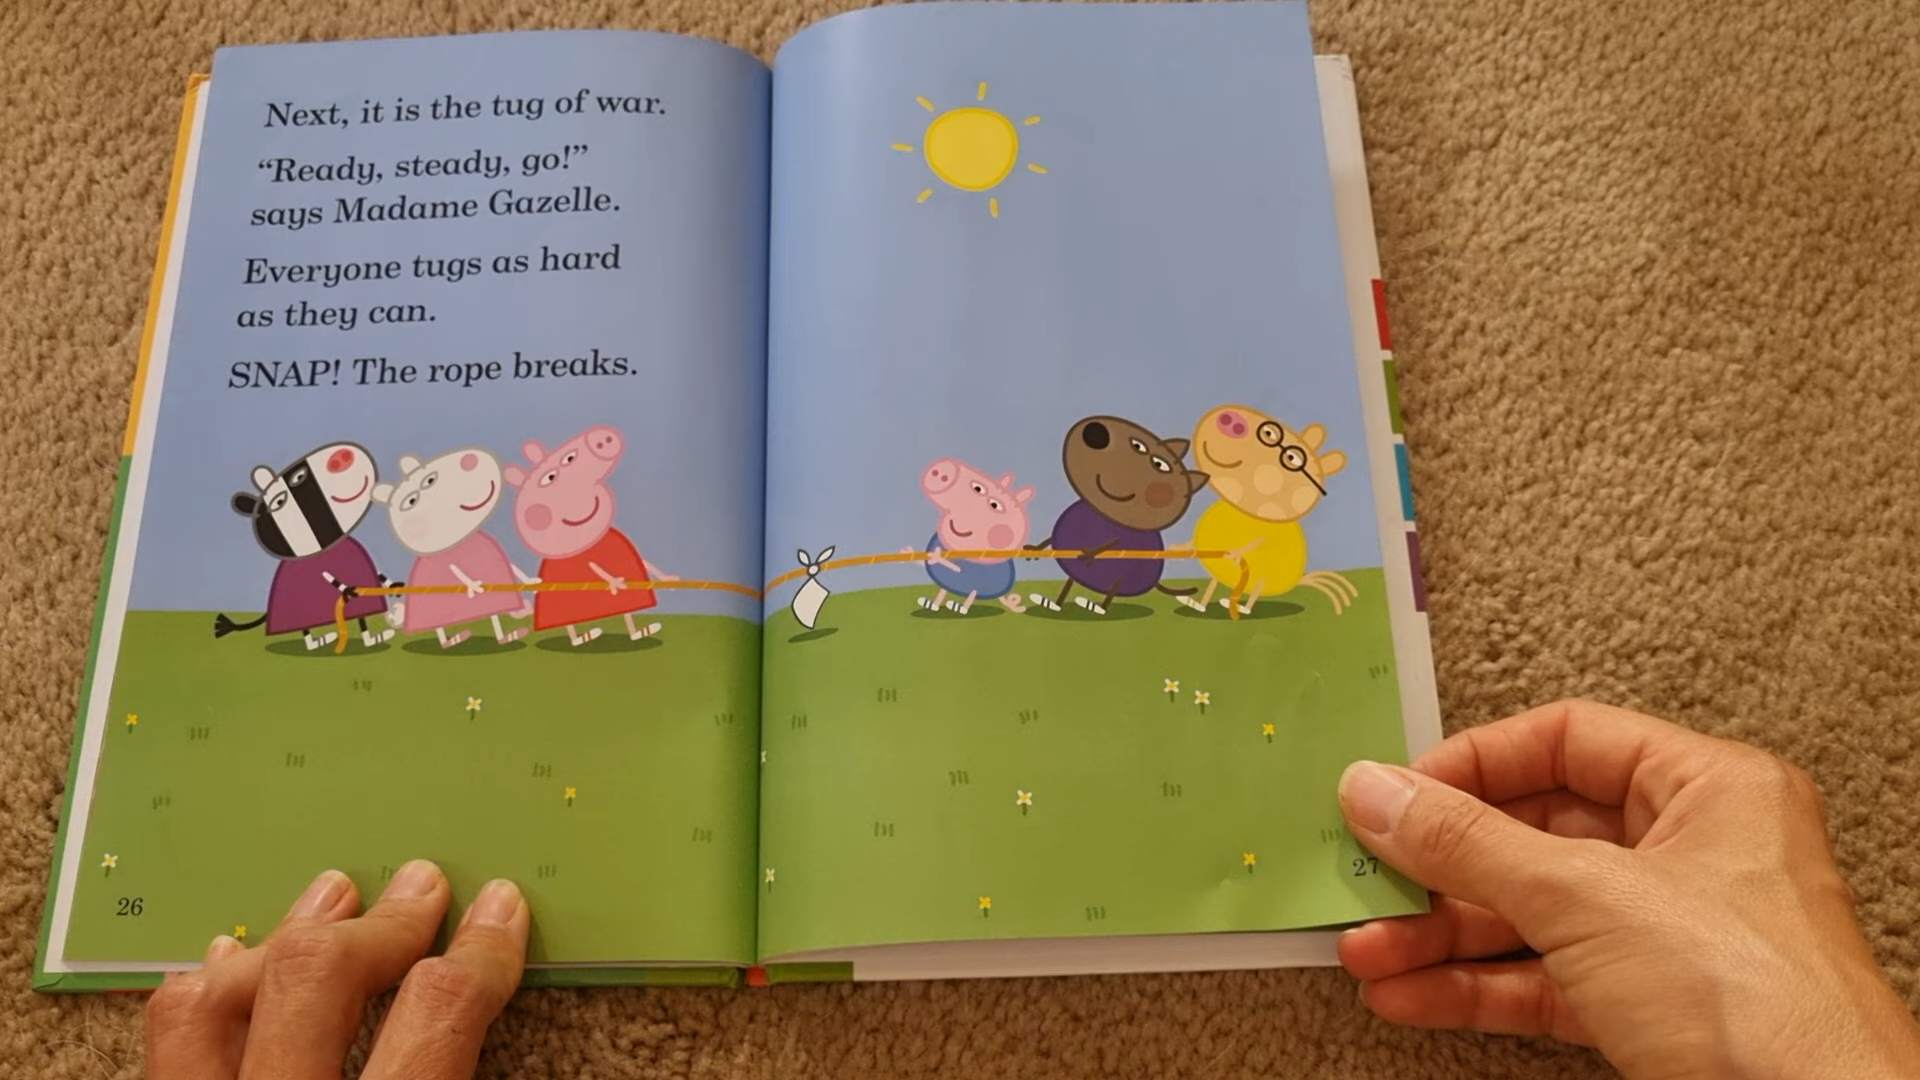 Next, it is the tug of war.
“Ready, steady, go!”
says Madame Gazelle.
Everyone tugs as hard
as they can.
SNAP! The rope breaks.
26
27